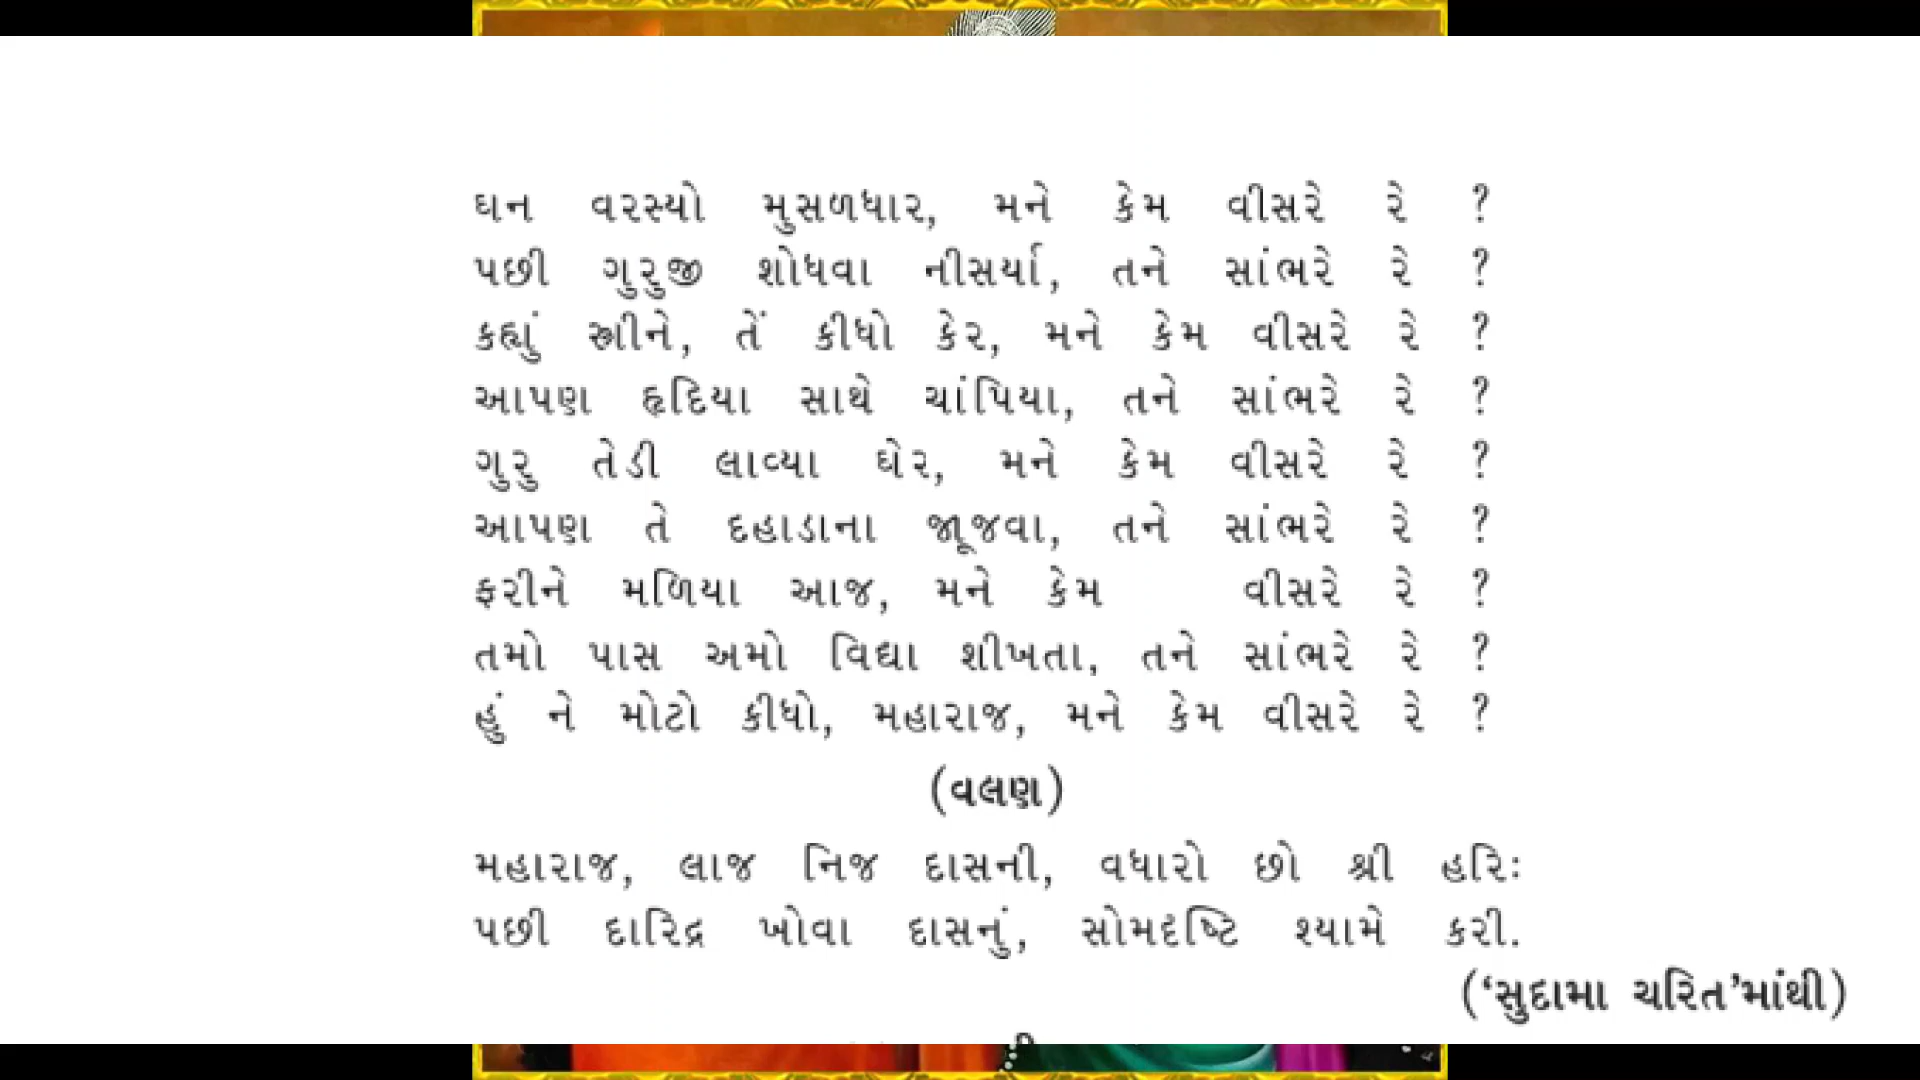 ઘન વરસ્યો મુસળધાર, મને કેમ વીસરે રે ?
પછી ગુરુજી શોધવા નીસર્યા, તને સાંભરે રે ?
કહ્યું સ્ત્રીને, તેં કીધો કેર, મને કેમ વીસરે રે ?
આપણ હૃદિયા સાથે ચાંપિયા, તને સાંભરે રે ?
ગુરુ તેડી લાવ્યા ઘેર, મને કેમ વીસરે રે ?
આપણ તે દહાડાના જૂજવા, તને સાંભરે રે ?
ફરીને મળિયા આજ, મને કેમ વીસરે રે ?
તમો પાસ અમો વિદ્યા શીખતા, તને સાંભરે રે ?
હું ને મોટો કીધો, મહારાજ, મને કેમ વીસરે રે ?
(વલણ)
મહારાજ, લાજ નિજ દાસની, વધારો છો શ્રી હરિઃ
પછી દારિદ્ર ખોવા દાસનું, સોમદૃષ્ટિ શ્યામે કરી.
(‘સુદામા ચરિત’માંથી)